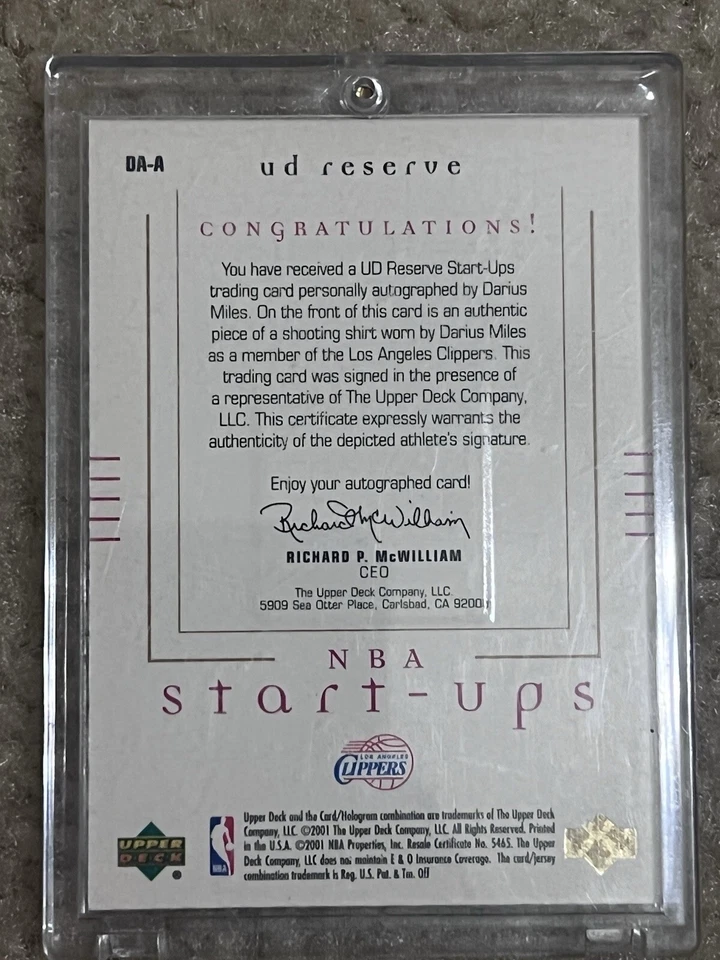 DA-A
ud reserve
CONGRATULATIONS!
You have received a UD Reserve Start-Ups
trading card personally autographed by Darius
Miles. On the front of this card is an authentic
piece of a shooting shirt worn by Darius Miles
as a member of the Los Angeles Clippers. This
trading card was signed in the presence of
a representative of The Upper Deck Company,
LLC. This certificate expressly warrants the
authenticity of the depicted athlete's signature.
Enjoy your autographed card!
Richard P. McWilliam
RICHARD P. McWILLIAM
CEO
The Upper Deck Company, LLC.
5909 Sea Otter Place, Carlsbad, CA
NBA
start-ups
LOS ANGELES
CLIPPERS
UPPER
DECK
NBA
Upper Deck and the Card/Hologram combination are trademarks of The Upper Deck
Company, LLC. ©2001 The Upper Deck Company, LLC. All Rights Reserved. Printed
in the U.S.A. ©2001 NBA Properties, Inc. Resale Certificate No. 5465. The Upper
Deck Company, LLC does not maintain E & O Insurance Coverage. The card/jersey
combination trademark is Reg. U.S. Pat. & Tm. Off